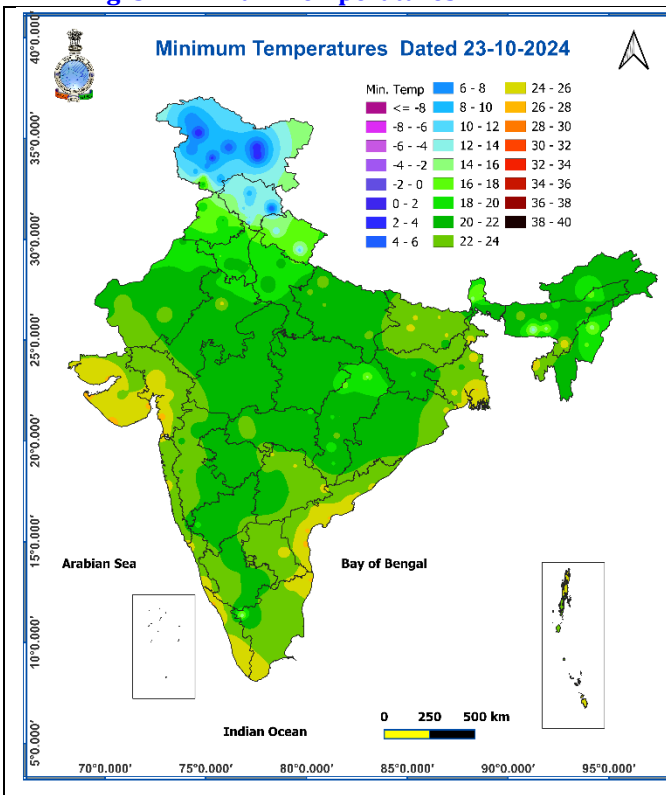 Minimum Temperatures Dated 23-10-2024
Min. Temp
<= -8
-8 - -6
-6 - -4
-4 - -2
-2 - 0
0 - 2
2 - 4
4 - 6
6 - 8
8 - 10
10 - 12
12 - 14
14 - 16
16 - 18
18 - 20
20 - 22
22 - 24
24 - 26
26 - 28
28 - 30
30 - 32
32 - 34
34 - 36
36 - 38
38 - 40
40°0.000'
35°0.000'
30°0.000'
25°0.000'
20°0.000'
15°0.000'
10°0.000'
5°0.000'
Arabian Sea
Bay of Bengal
Indian Ocean
0 250 500 km
70°0.000' 75°0.000' 80°0.000' 85°0.000' 90°0.000' 95°0.000'